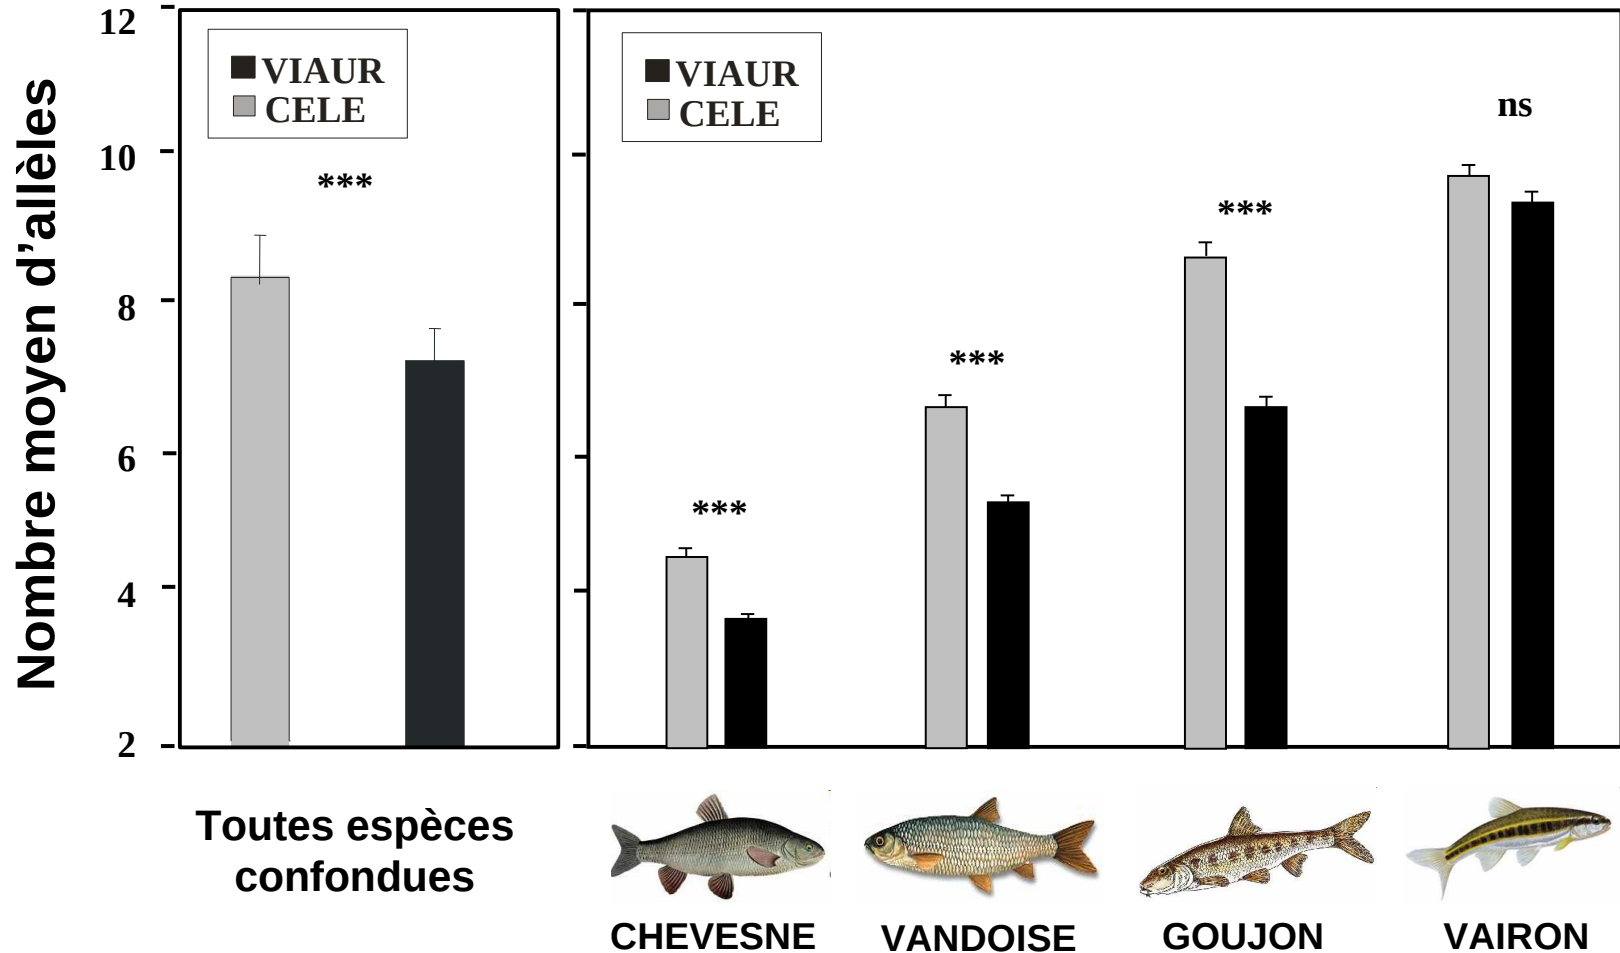 Nombre moyen d’allèles
12
10
8
6
4
2
VIAUR
CELE
***
Toutes espèces
confondues
VIAUR
CELE
***
***
***
ns
CHEVESNE
VANDOISE
GOUJON
VAIRON